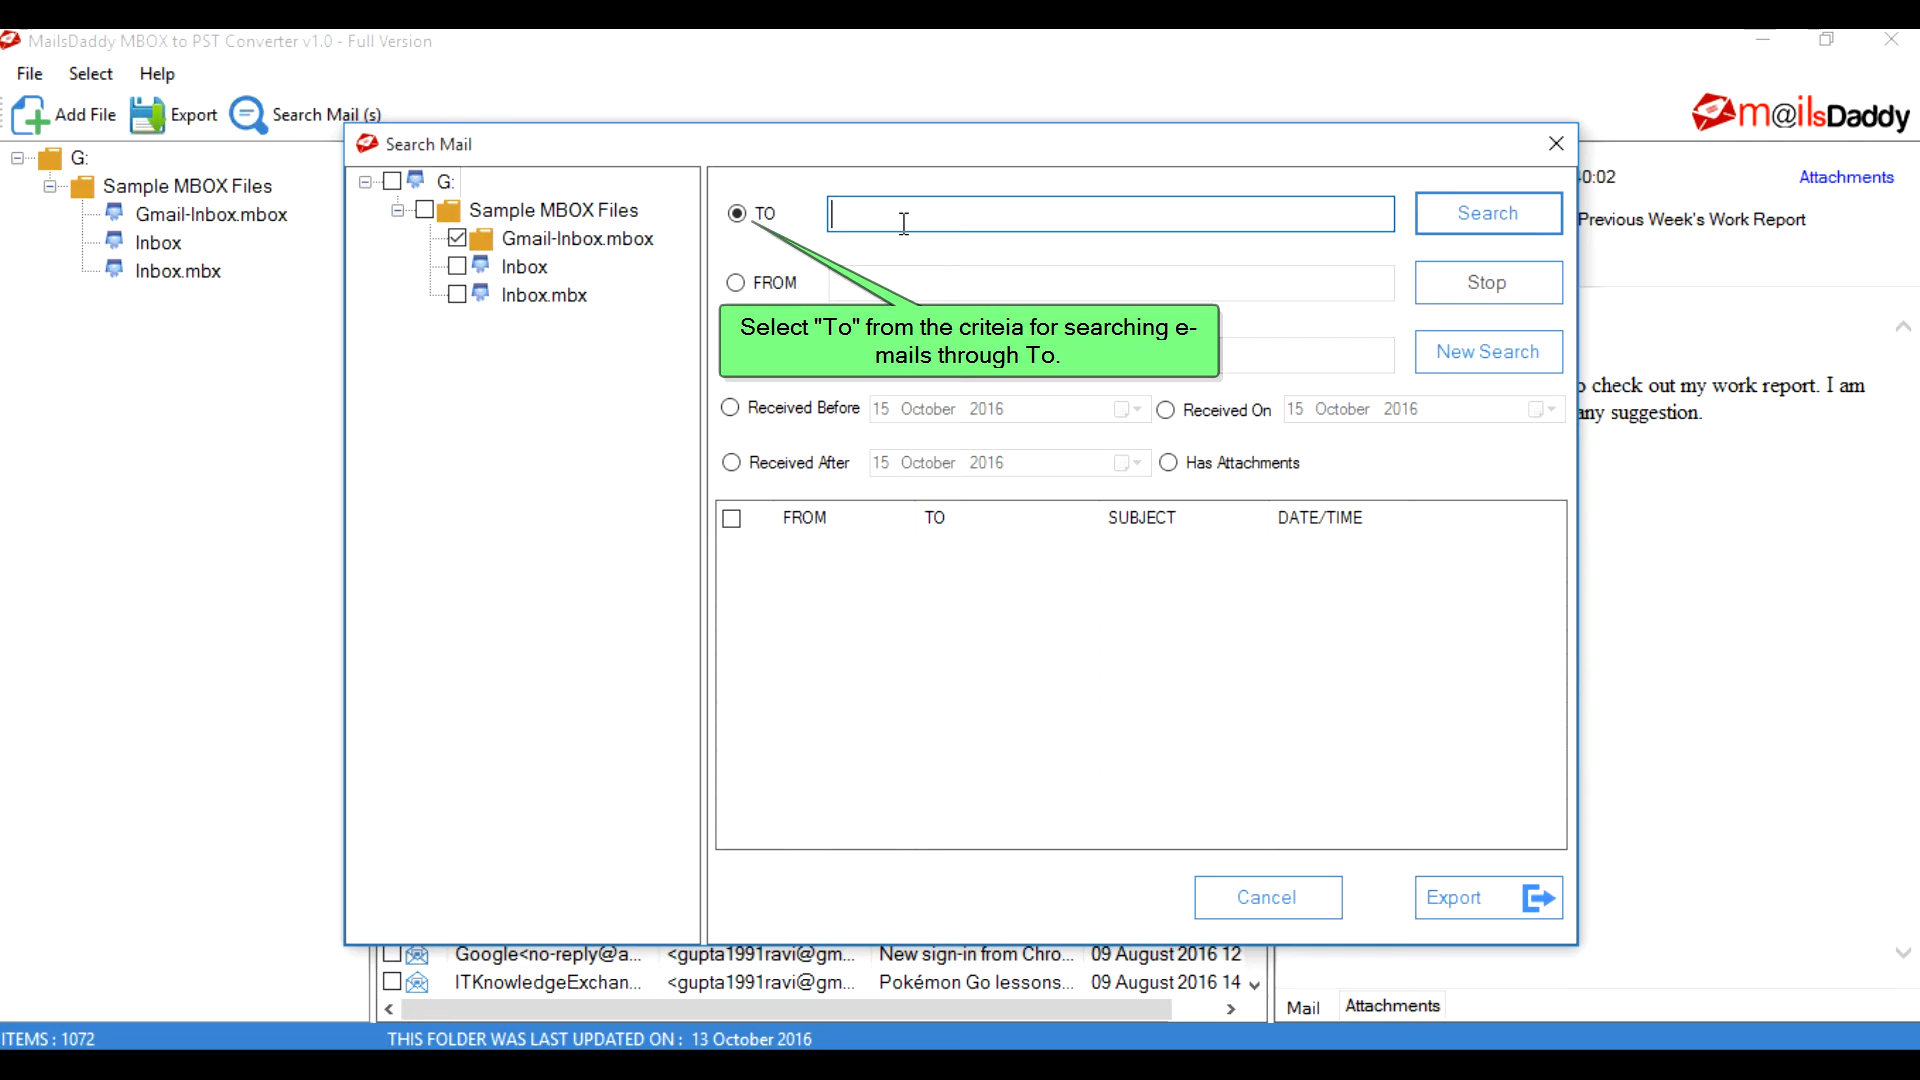 MailsDaddy MBOX to PST Converter v1.0 - Full Version
File Select Help
Add File Export Search Mail (s)
m@ilsDaddy
G:
Sample MBOX Files
Gmail-Inbox.mbox
Inbox
Inbox.mbx
Search Mail
G:
Sample MBOX Files
Gmail-Inbox.mbox
Inbox
Inbox.mbx
TO
Search
FROM
Stop
Select "To" from the criteia for searching e-
mails through To.
New Search
Received Before 15 October 2016
Received On 15 October 2016
Received After 15 October 2016
Has Attachments
FROM TO SUBJECT DATE/TIME
Cancel
Export
0:02
Attachments
Previous Week's Work Report
check out my work report. I am
any suggestion.
Google<no-reply@a... <gupta1991ravi@gm... New sign-in from Chro... 09 August 2016 12
ITKnowledgeExchan... <gupta1991ravi@gm... Pokémon Go lessons... 09 August 2016 14
Mail Attachments
ITEMS : 1072
THIS FOLDER WAS LAST UPDATED ON : 13 October 2016